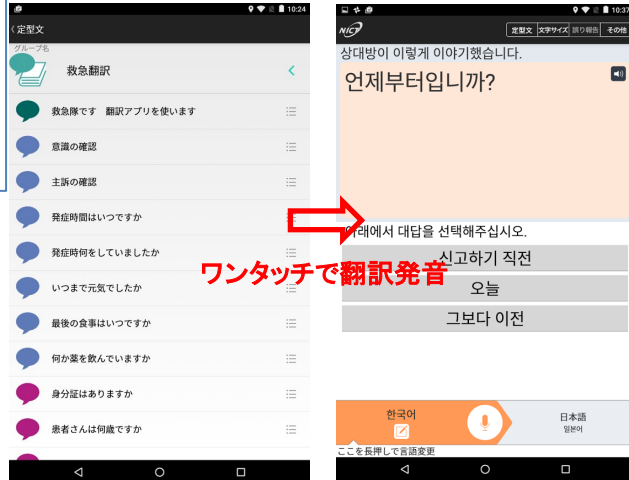 10:24
〈定型文
グループ名
救急翻訳
救急隊です 翻訳アプリを使います
意識の確認
主訴の確認
発症時間はいつですか
発症時何をしていましたか
いつまで元気でしたか
最後の食事はいつですか
何か薬を飲んでいますか
身分証はありますか
患者さんは何歳ですか
ワンタッチで翻訳発音
10:37
NICT
定型文 文字サイズ 誤り報告 その他
상대방이 이렇게 이야기했습니다.
언제부터입니까?
아래에서 대답을 선택해주십시오.
신고하기 직전
오늘
그보다 이전
한국어
日本語
일본어
ここを長押しで言語変更